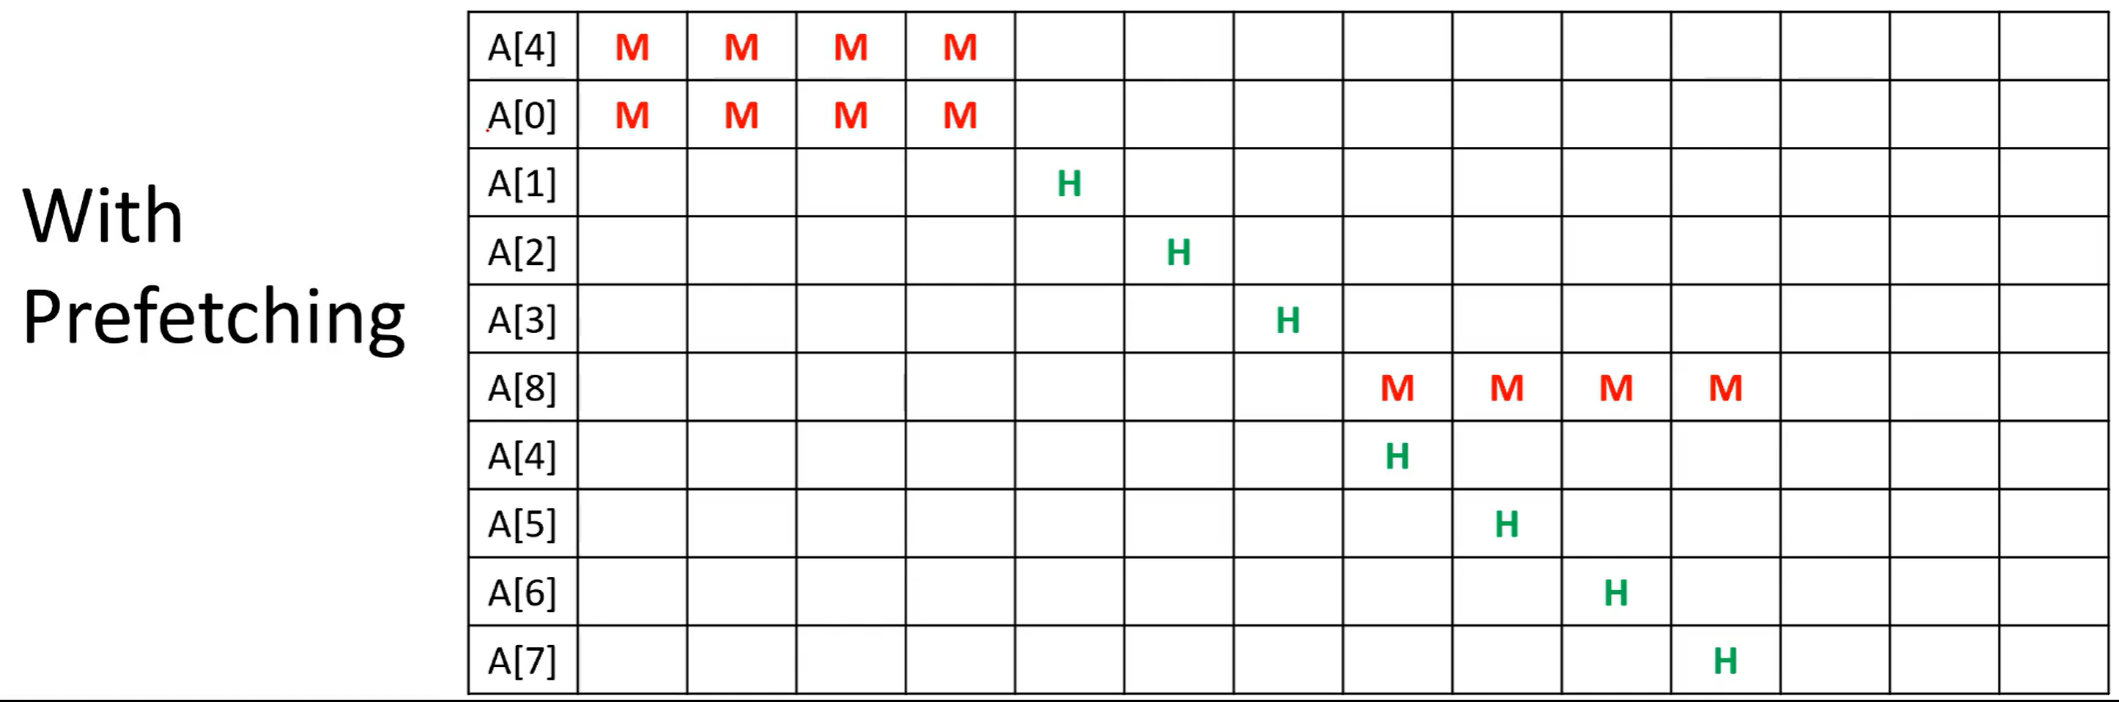 With
Prefetching
A[4] M M M M
A[0] M M M M
A[1] H
A[2] H
A[3] H
A[8] M M M M
A[4] H
A[5] H
A[6] H
A[7] H